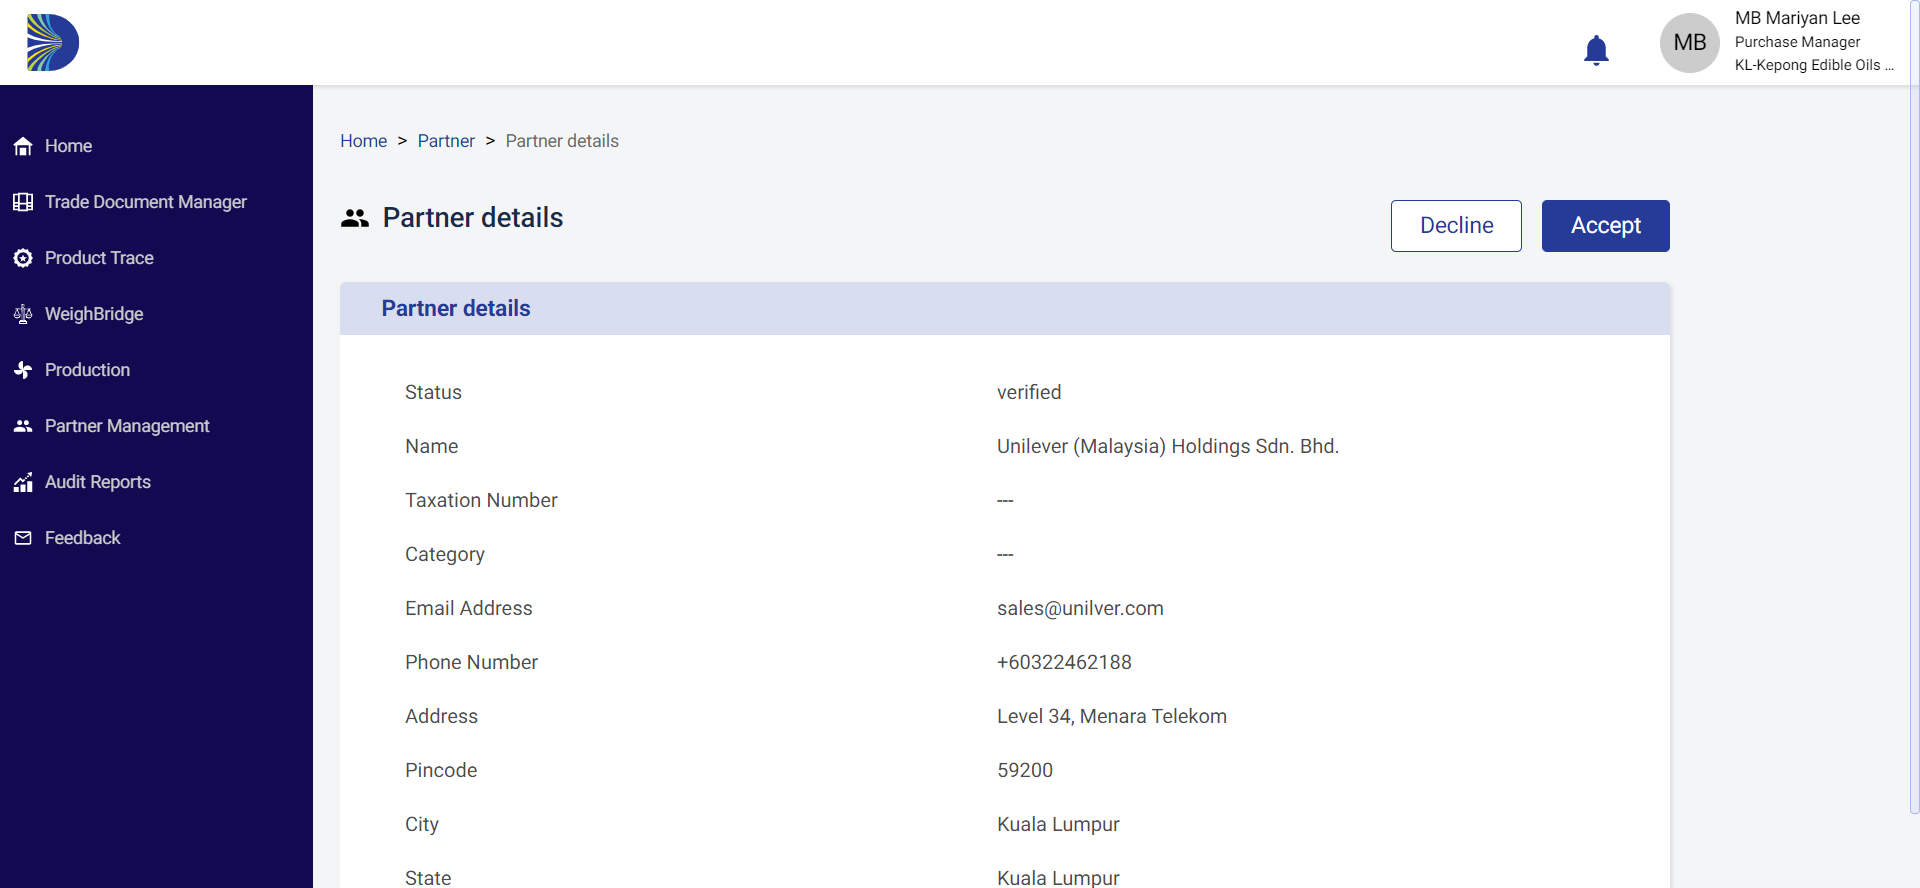 MB
MB Mariyan Lee
Purchase Manager
KL-Kepong Edible Oils ...
Home
Trade Document Manager
Product Trace
WeighBridge
Production
Partner Management
Audit Reports
Feedback
Home > Partner > Partner details
Partner details
Decline
Accept
Partner details
Status verified
Name Unilever (Malaysia) Holdings Sdn. Bhd.
Taxation Number ---
Category ---
Email Address sales@unilver.com
Phone Number +60322462188
Address Level 34, Menara Telekom
Pincode 59200
City Kuala Lumpur
State Kuala Lumpur